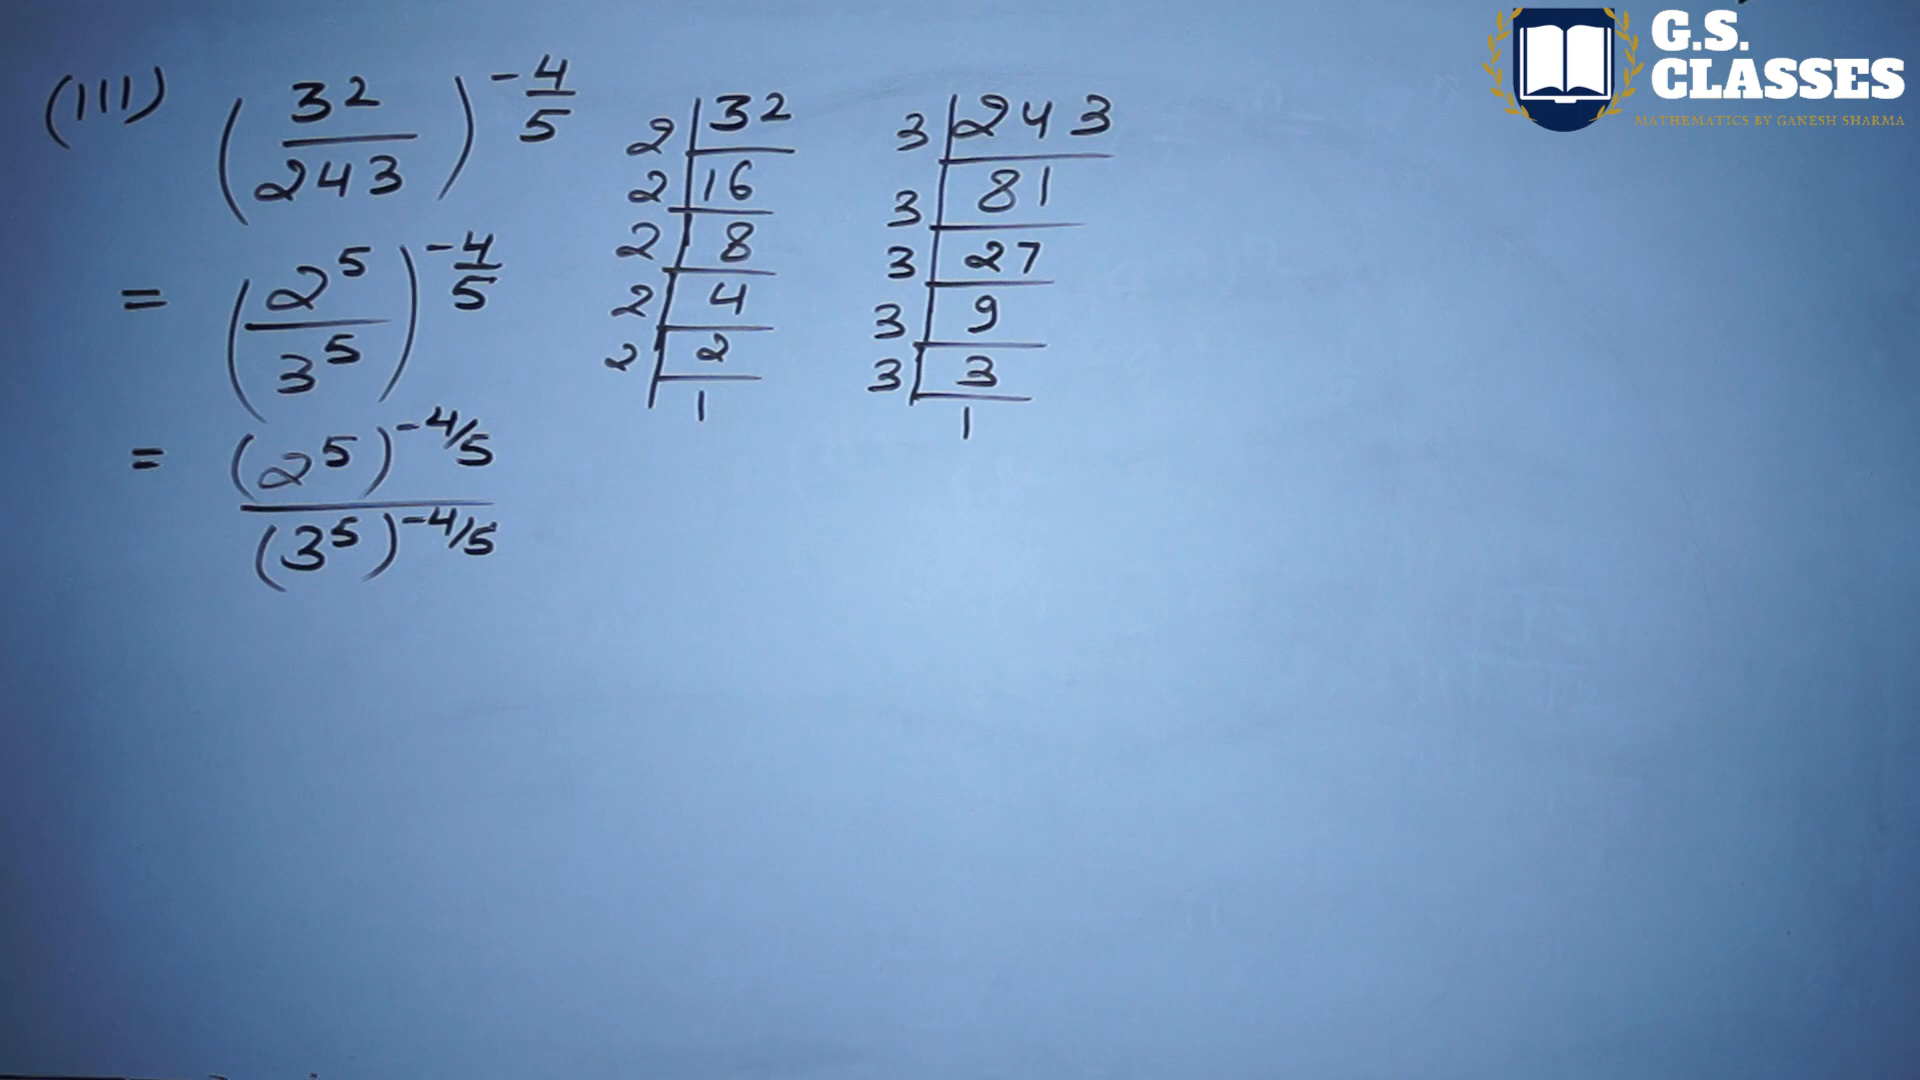 (III) (32/243)^-4/5
= (2^5/3^5)^-4/5
= (2^5)^-4/5 / (3^5)^-4/5
2 | 32
2 | 16
2 | 8
2 | 4
2 | 2
1
3 | 243
3 | 81
3 | 27
3 | 9
3 | 3
1
G.S.
CLASSES
MATHEMATICS BY GANESH SHARMA